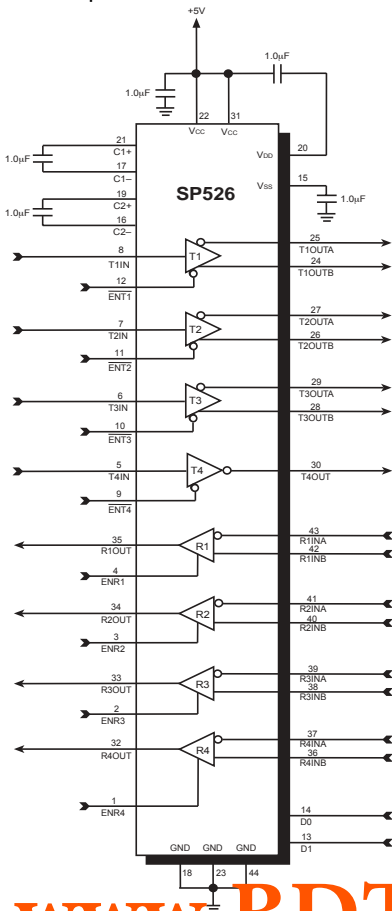 +5V
1.0µF
1.0µF
22
31
VCC
VCC
VDD
20
21
C1+
1.0µF
17
C1–
19
C2+
1.0µF
16
C2–
SP526
VSS
15
1.0µF
8
T1IN
T1
25
T1OUTA
24
T1OUTB
12
ENT1
7
T2IN
T2
27
T2OUTA
26
T2OUTB
11
ENT2
6
T3IN
T3
29
T3OUTA
28
T3OUTB
10
ENT3
5
T4IN
T4
30
T4OUT
9
ENT4
35
R1OUT
R1
43
R1INA
42
R1INB
4
ENR1
34
R2OUT
R2
41
R2INA
40
R2INB
3
ENR2
33
R3OUT
R3
39
R3INA
38
R3INB
2
ENR3
32
R4OUT
R4
37
R4INA
36
R4INB
1
ENR4
14
D0
13
D1
GND GND GND
18 23 44